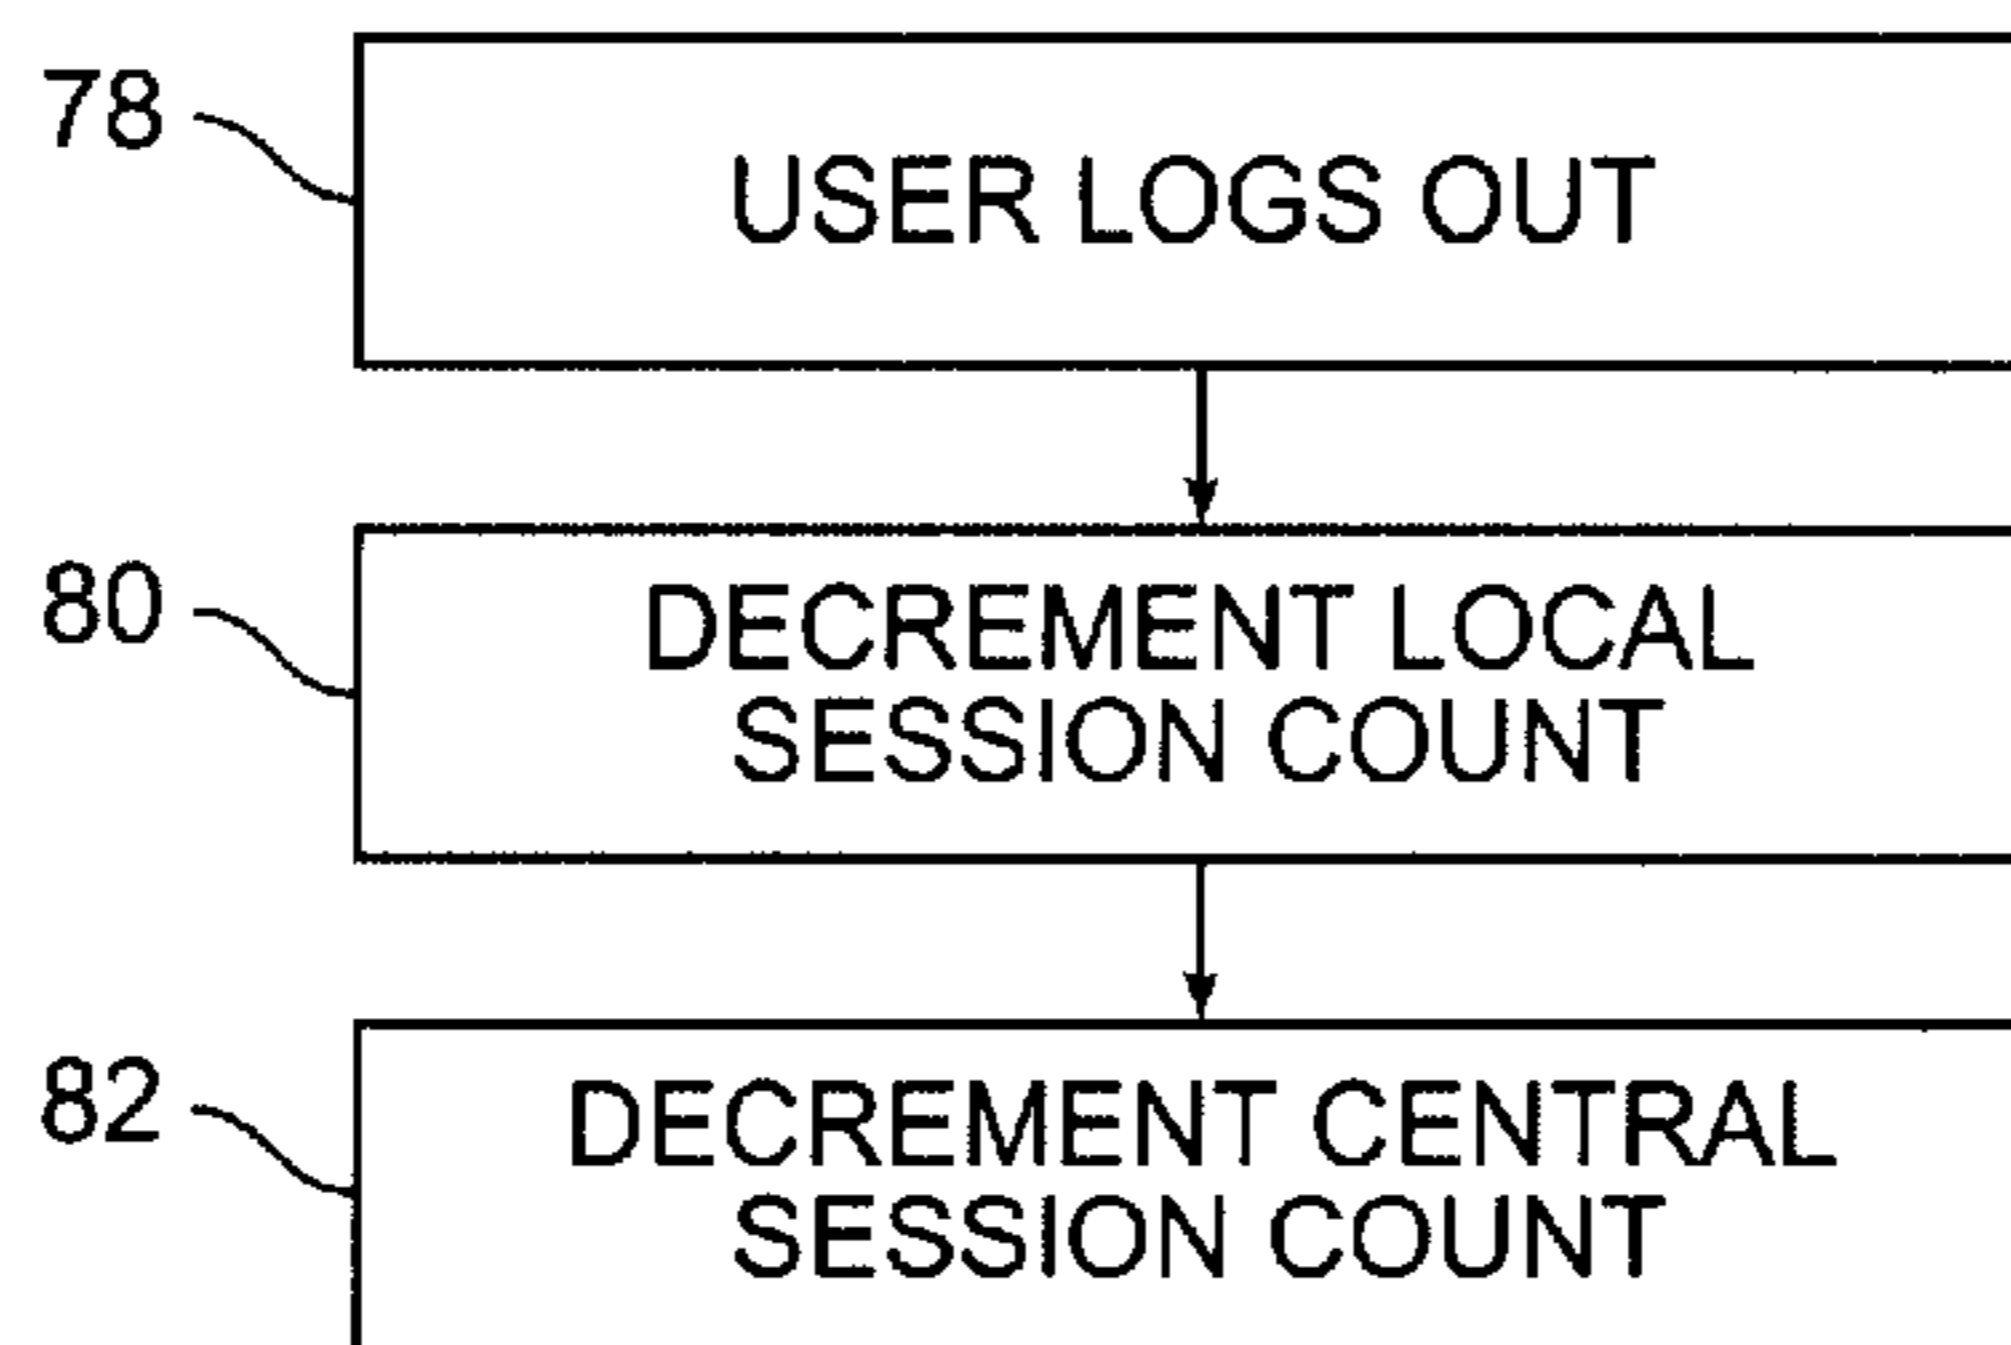 78
USER LOGS OUT
80
DECREMENT LOCAL
SESSION COUNT
82
DECREMENT CENTRAL
SESSION COUNT